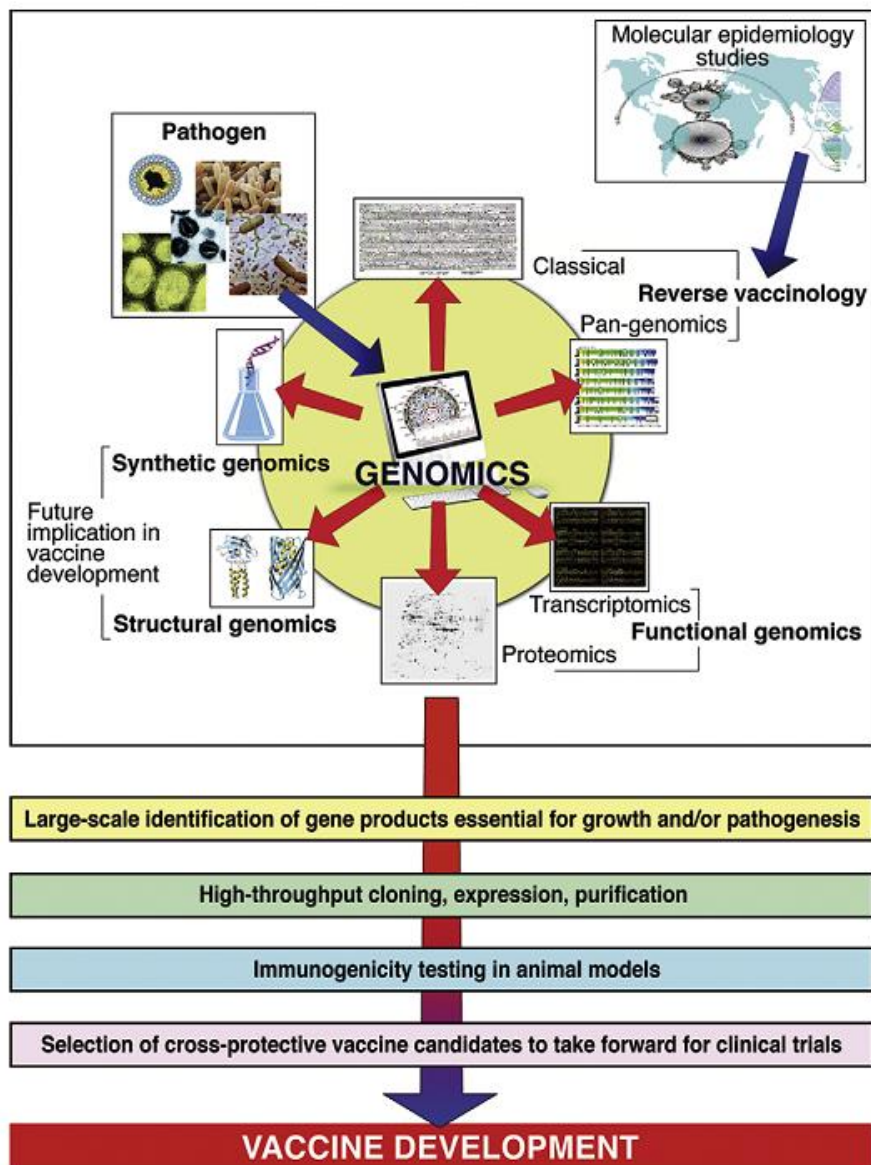 Molecular epidemiology
studies
Pathogen
Classical
Reverse vaccinology
Pan-genomics
GENOMICS
Synthetic genomics
Future
implication in
vaccine
development
Structural genomics
Transcriptomics
Functional genomics
Proteomics
Large-scale identification of gene products essential for growth and/or pathogenesis
High-throughput cloning, expression, purification
Immunogenicity testing in animal models
Selection of cross-protective vaccine candidates to take forward for clinical trials
VACCINE DEVELOPMENT